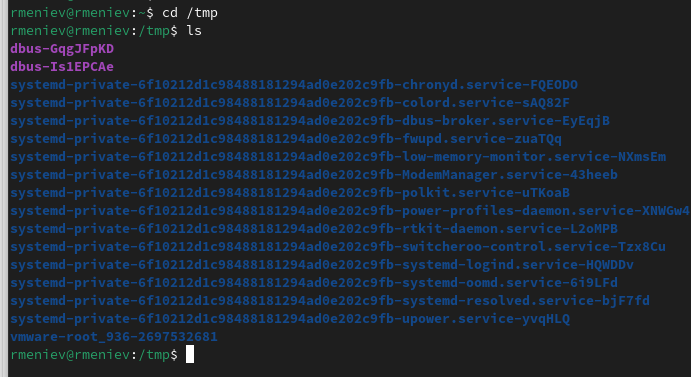 rmeniev@rmeniev:~$ cd /tmp
rmeniev@rmeniev:/tmp$ ls
dbus-GqgJFpKD
dbus-Is1EPCAe
systemd-private-6f10212d1c98488181294ad0e202c9fb-chronyd.service-FQEODO
systemd-private-6f10212d1c98488181294ad0e202c9fb-colord.service-sAQ82F
systemd-private-6f10212d1c98488181294ad0e202c9fb-dbus-broker.service-EyEqjB
systemd-private-6f10212d1c98488181294ad0e202c9fb-fwupd.service-zuaTQq
systemd-private-6f10212d1c98488181294ad0e202c9fb-low-memory-monitor.service-NXmsEm
systemd-private-6f10212d1c98488181294ad0e202c9fb-ModemManager.service-43heeb
systemd-private-6f10212d1c98488181294ad0e202c9fb-polkit.service-uTKoaB
systemd-private-6f10212d1c98488181294ad0e202c9fb-power-profiles-daemon.service-XNWGw4
systemd-private-6f10212d1c98488181294ad0e202c9fb-rtkit-daemon.service-L2oMPB
systemd-private-6f10212d1c98488181294ad0e202c9fb-switcheroo-control.service-Tzx8Cu
systemd-private-6f10212d1c98488181294ad0e202c9fb-systemd-logind.service-HQWDDv
systemd-private-6f10212d1c98488181294ad0e202c9fb-systemd-oomd.service-6i9LFd
systemd-private-6f10212d1c98488181294ad0e202c9fb-systemd-resolved.service-bjF7fd
systemd-private-6f10212d1c98488181294ad0e202c9fb-upower.service-yvqHLQ
vmware-root_936-2697532681
rmeniev@rmeniev:/tmp$